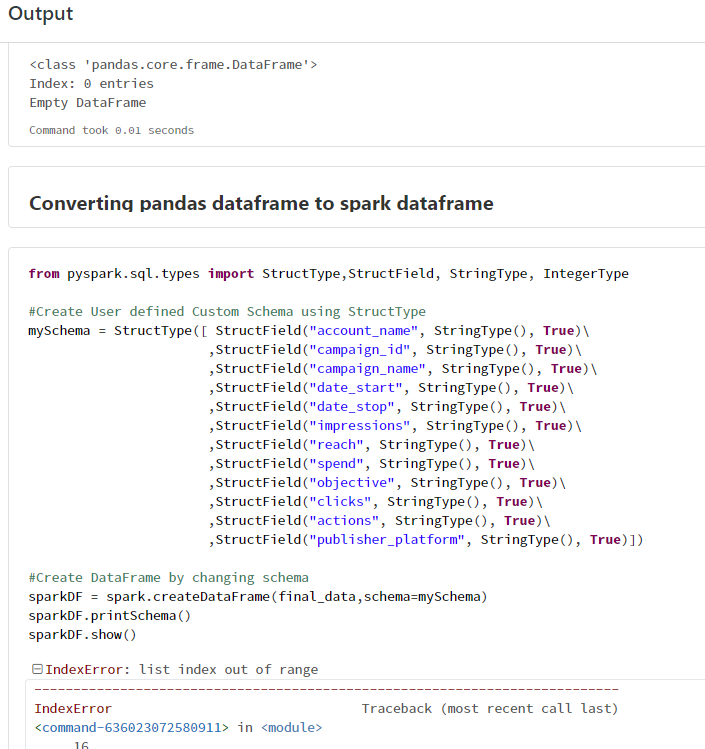 Output
<class 'pandas.core.frame.DataFrame'>
Index: 0 entries
Empty DataFrame
Command took 0.01 seconds
Converting pandas dataframe to spark dataframe
from pyspark.sql.types import StructType,StructField, StringType, IntegerType
#Create User defined Custom Schema using StructType
mySchema = StructType([ StructField("account_name", StringType(), True)\
,StructField("campaign_id", StringType(), True)\
,StructField("campaign_name", StringType(), True)\
,StructField("date_start", StringType(), True)\
,StructField("date_stop", StringType(), True)\
,StructField("impressions", StringType(), True)\
,StructField("reach", StringType(), True)\
,StructField("spend", StringType(), True)\
,StructField("objective", StringType(), True)\
,StructField("clicks", StringType(), True)\
,StructField("actions", StringType(), True)\
,StructField("publisher_platform", StringType(), True)])
#Create DataFrame by changing schema
sparkDF = spark.createDataFrame(final_data,schema=mySchema)
sparkDF.printSchema()
sparkDF.show()
IndexError: list index out of range
---------------------------------------------------------------------------
IndexError Traceback (most recent call last)
<command-636023072580911> in <module>
16